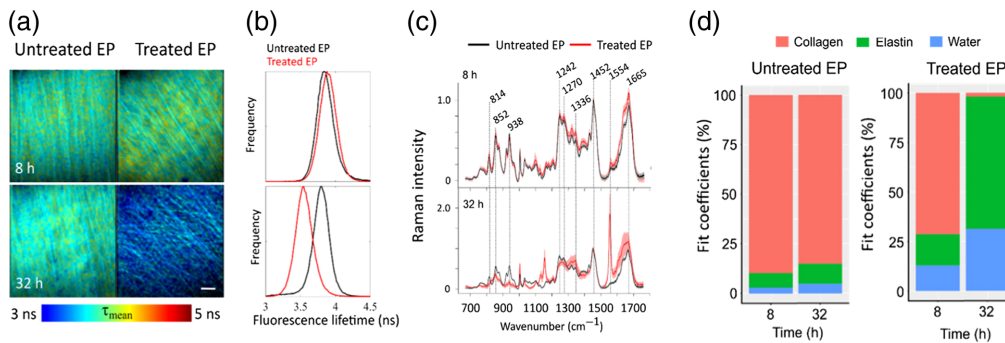 (a)
Untreated EP Treated EP
8 h
32 h
3 ns τmean 5 ns
(b)
Untreated EP
Treated EP
Frequency
Frequency
3 3.5 4 4.5
Fluorescence lifetime (ns)
(c)
Untreated EP Treated EP
8 h
814
852
938
1242
1270
1336
1452
1554
1665
1.0
0
32 h
2.0
0
Raman intensity
700 900 1100 1300 1500 1700
Wavenumber (cm−1)
(d)
Collagen Elastin Water
Untreated EP
Fit coefficients (%)
100
75
50
25
0
8 32
Time (h)
Treated EP
Fit coefficients (%)
100
75
50
25
0
8 32
Time (h)